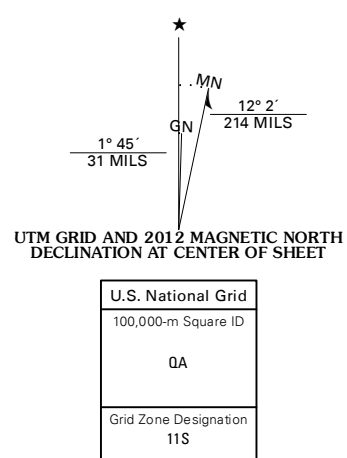 ★
MN
GN
12° 2´
214 MILS
1° 45´
31 MILS
UTM GRID AND 2012 MAGNETIC NORTH
DECLINATION AT CENTER OF SHEET
U.S. National Grid
100,000-m Square ID
QA
Grid Zone Designation
11S